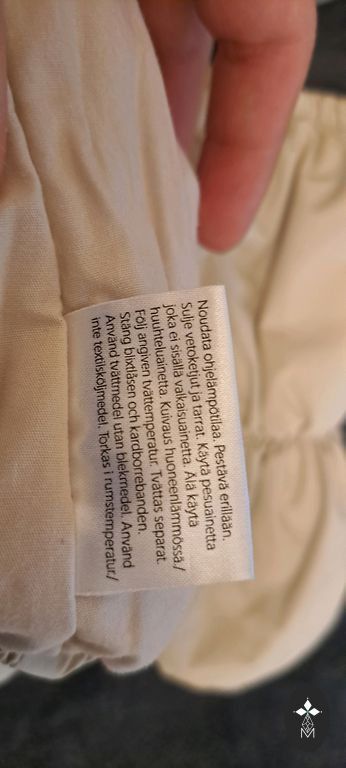 Noudata ohjelämpötilaa. Pestävä erillään.
Sulje vetoketjut ja tarrat. Käytä pesuainetta
joka ei sisällä valkaisuainetta. Älä käytä
huuhteluainetta. Kuivaus huoneenlämmössä./
Följ angiven tvättemperatur. Tvättas separat.
Stäng blixtlåsen och kardborrebanden.
Använd tvättmedel utan blekmedel. Använd
inte textilsköljmedel. Torkas i rumstemperatur./
M